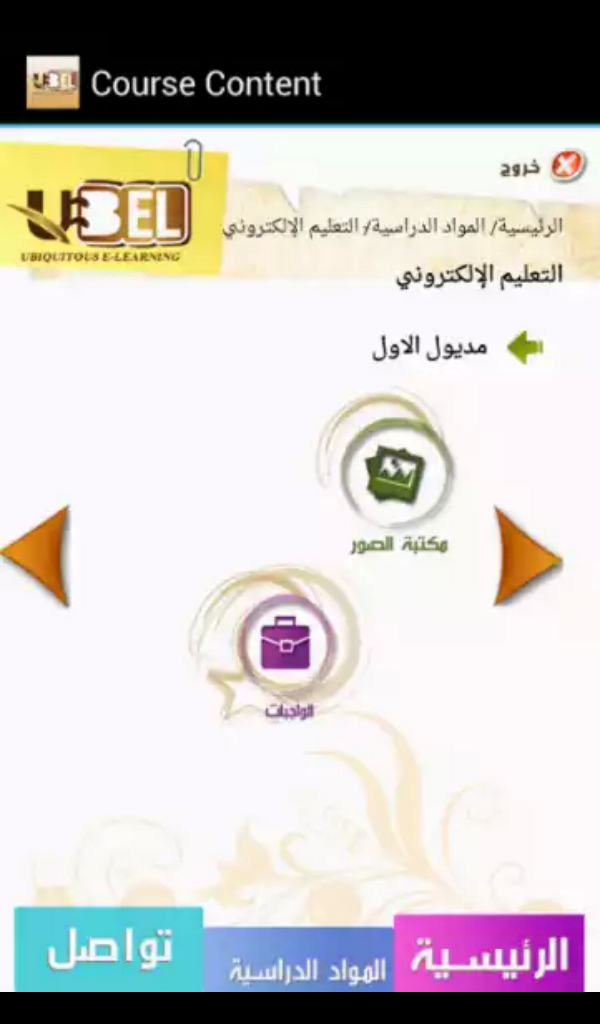 Course Content
خروج
UBEL
UBIQUITOUS E-LEARNING
الرئيسية/ المواد الدراسية/ التعليم الإلكتروني
التعليم الإلكتروني
مديول الاول
مكتبة الصور
الواجبات
الرئيسية
المواد الدراسية
تواصل